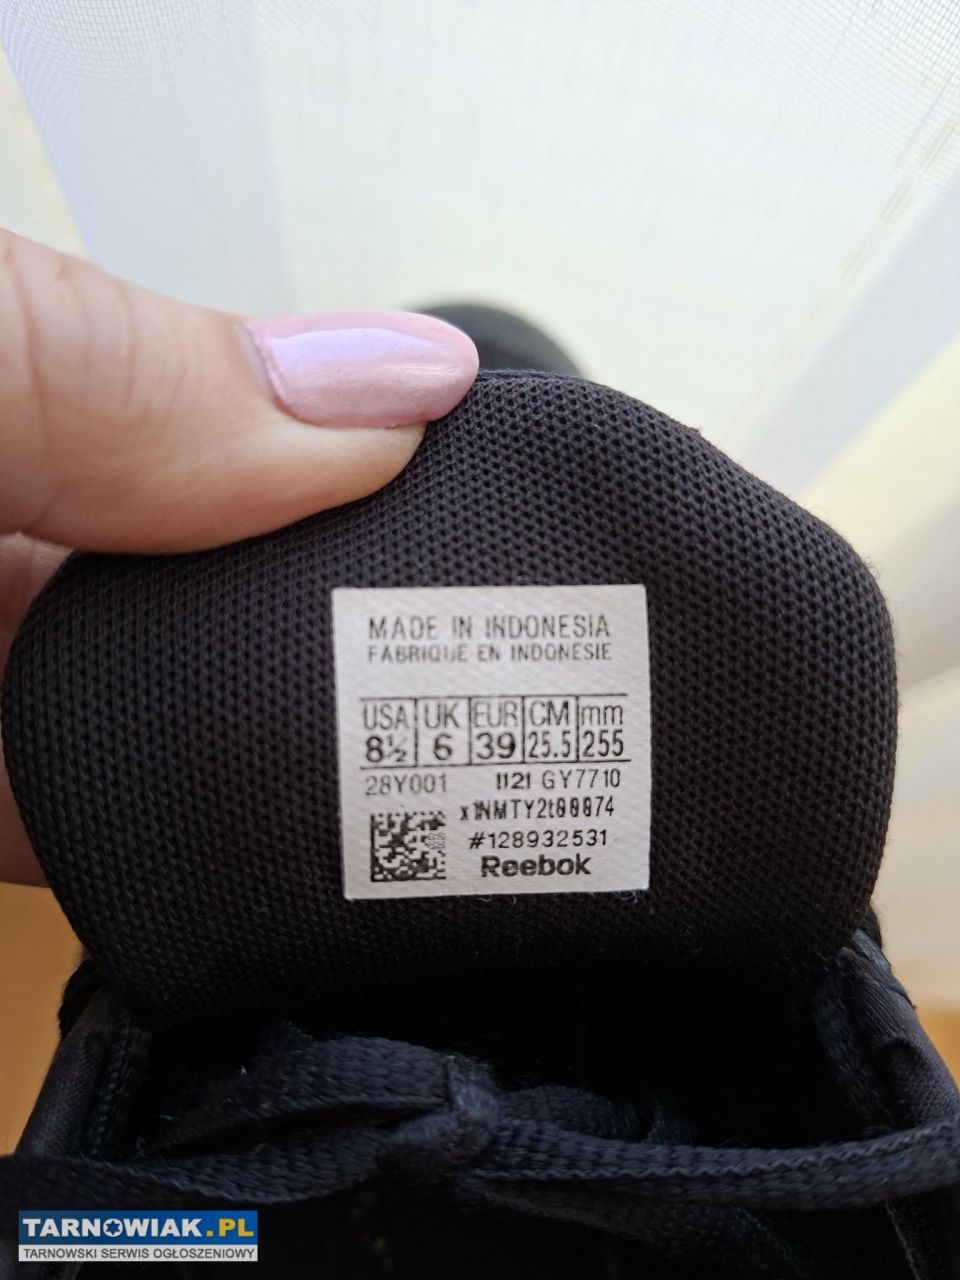 MADE IN INDONESIA
FABRIQUE EN INDONESIE
USA UK EUR CM mm
8½ 6 39 25.5 255
28Y001 1121 GY7710
#128932531
Reebok
TARNOWIAK.PL
TARNOWSKI SERWIS OGŁOSZENIOWY